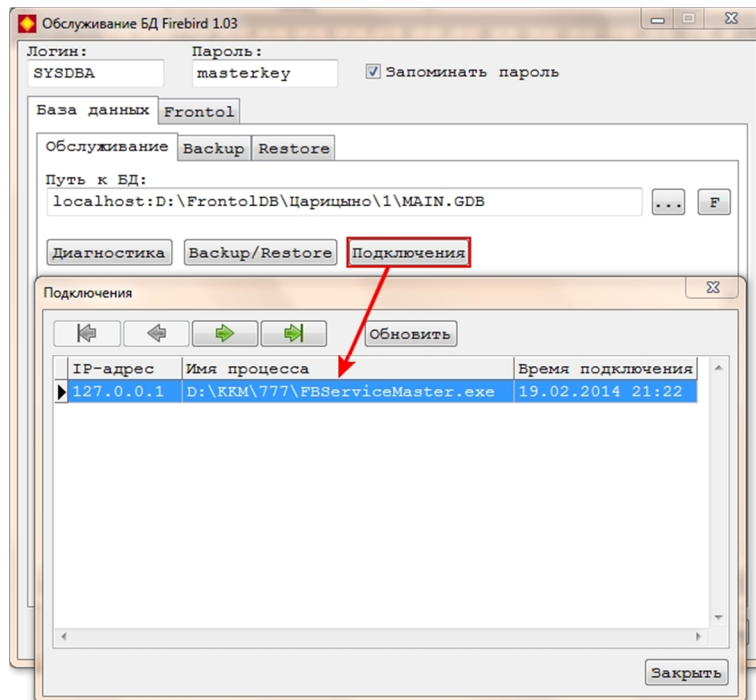 Обслуживание БД Firebird 1.03
Логин: Пароль:
SYSDBA masterkey Запоминать пароль
База данных Frontol
Обслуживание Backup Restore
Путь к БД:
localhost:D:\FrontolDB\Царицыно\1\MAIN.GDB ... F
Диагностика Backup/Restore Подключения
Подключения
Обновить
IP-адрес Имя процесса Время подключения
127.0.0.1 D:\KKM\777\FBServiceMaster.exe 19.02.2014 21:22
Закрыть